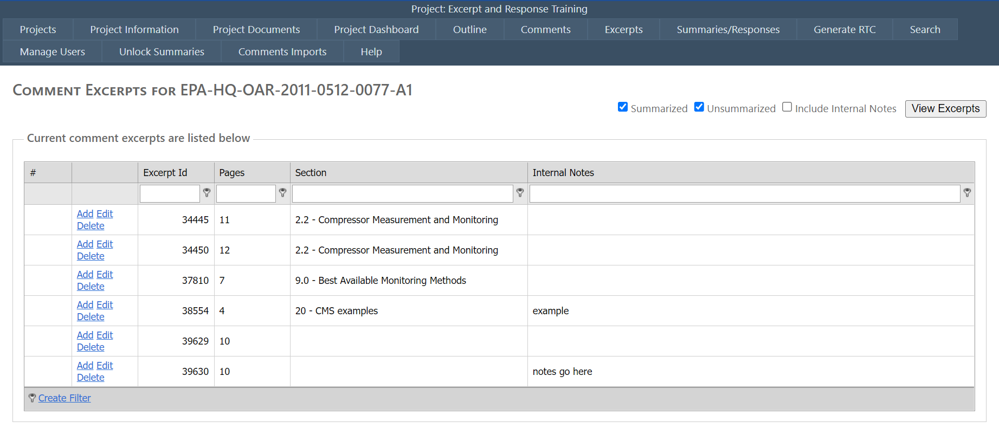 Project: Excerpt and Response Training
Projects Project Information Project Documents Project Dashboard Outline Comments Excerpts Summaries/Responses Generate RTC Search
Manage Users Unlock Summaries Comments Imports Help
Comment Excerpts for EPA-HQ-OAR-2011-0512-0077-A1
Summarized Unsummarized Include Internal Notes View Excerpts
Current comment excerpts are listed below
# Excerpt Id Pages Section Internal Notes
Add Edit Delete 34445 11 2.2 - Compressor Measurement and Monitoring
Add Edit Delete 34450 12 2.2 - Compressor Measurement and Monitoring
Add Edit Delete 37810 7 9.0 - Best Available Monitoring Methods
Add Edit Delete 38554 4 20 - CMS examples example
Add Edit Delete 39629 10
Add Edit Delete 39630 10 notes go here
Create Filter